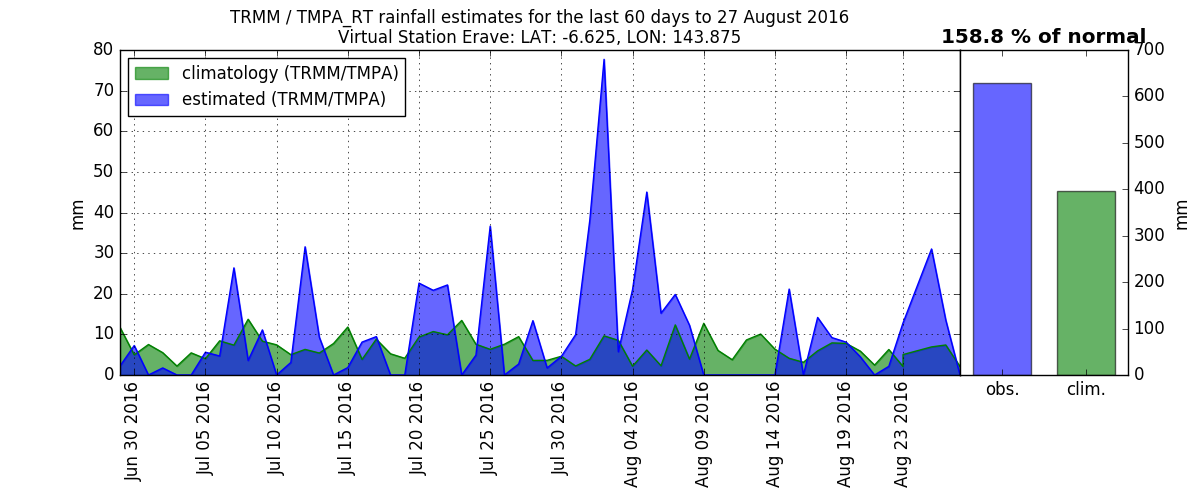 TRMM / TMPA_RT rainfall estimates for the last 60 days to 27 August 2016
Virtual Station Erave: LAT: -6.625, LON: 143.875
158.8 % of normal
climatology (TRMM/TMPA)
estimated (TRMM/TMPA)
80
70
60
50
40
30
20
10
0
mm
700
600
500
400
300
200
100
0
mm
Jun 30 2016
Jul 05 2016
Jul 10 2016
Jul 15 2016
Jul 20 2016
Jul 25 2016
Jul 30 2016
Aug 04 2016
Aug 09 2016
Aug 14 2016
Aug 19 2016
Aug 23 2016
obs.
clim.